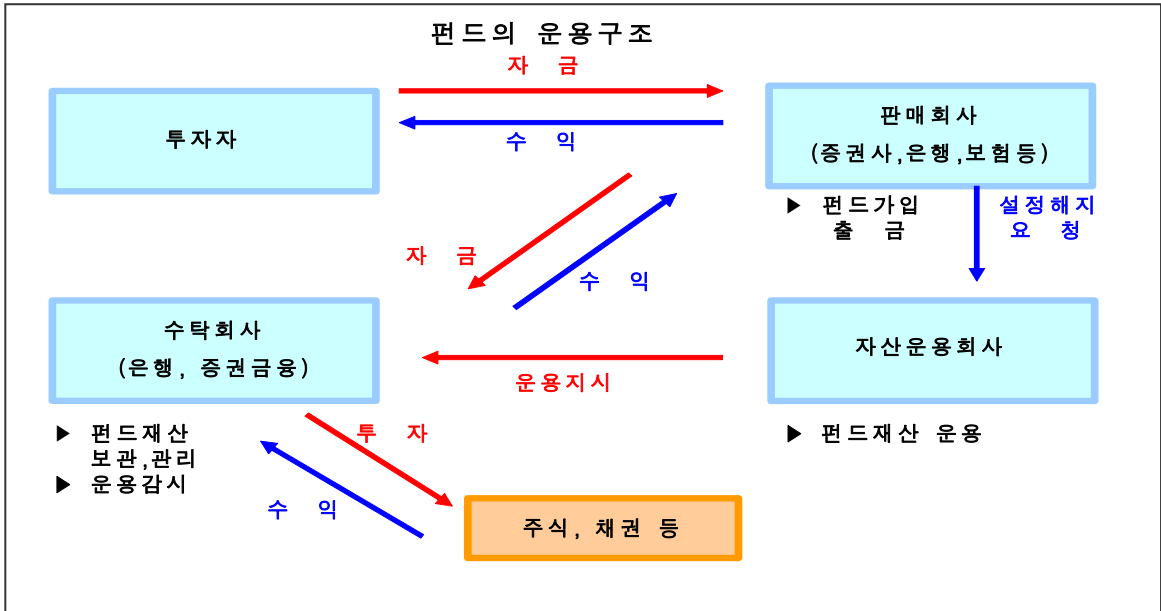 펀드의 운용구조
자 금
투자자
수 익
판매회사
(증권사,은행,보험등)
▶ 펀드가입
출 금
설정해지
요 청
자 금
수 익
수탁회사
(은행, 증권금융)
운용지시
자산운용회사
▶ 펀드재산
보관,관리
▶ 운용감시
투 자
▶ 펀드재산 운용
수 익
주식, 채권 등